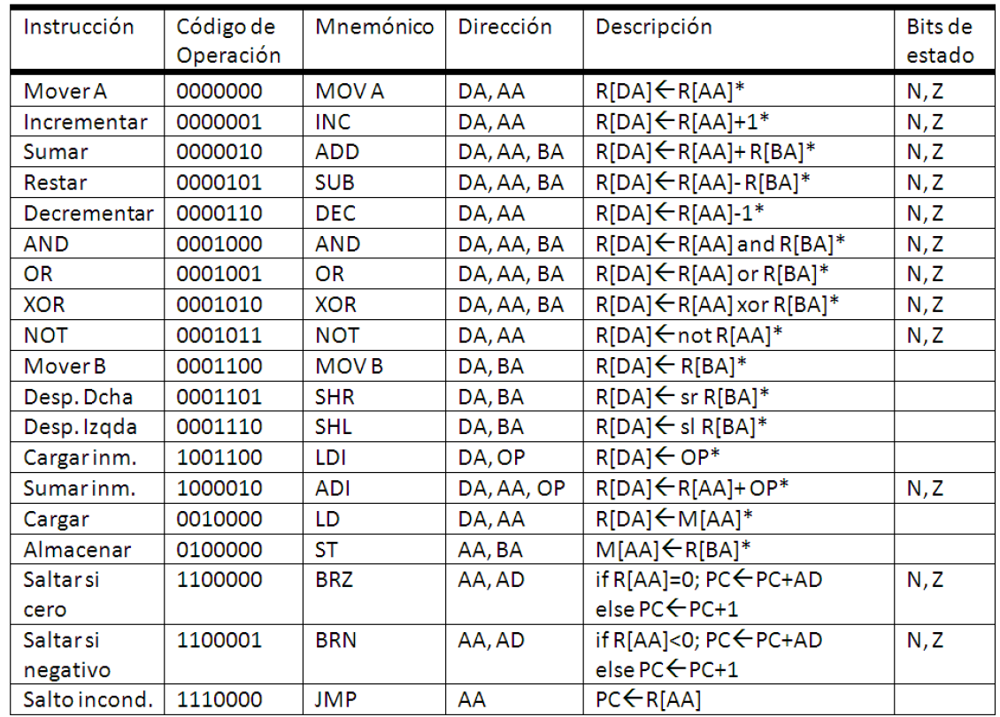 Instrucción Código de Operación Mnemónico Dirección Descripción Bits de estado
Mover A 0000000 MOV A DA, AA R[DA]←R[AA]* N, Z
Incrementar 0000001 INC DA, AA R[DA]←R[AA]+1* N, Z
Sumar 0000010 ADD DA, AA, BA R[DA]←R[AA]+R[BA]* N, Z
Restar 0000101 SUB DA, AA, BA R[DA]←R[AA]-R[BA]* N, Z
Decrementar 0000110 DEC DA, AA R[DA]←R[AA]-1* N, Z
AND 0001000 AND DA, AA, BA R[DA]←R[AA] and R[BA]* N, Z
OR 0001001 OR DA, AA, BA R[DA]←R[AA] or R[BA]* N, Z
XOR 0001010 XOR DA, AA, BA R[DA]←R[AA] xor R[BA]* N, Z
NOT 0001011 NOT DA, AA R[DA]←not R[AA]* N, Z
Mover B 0001100 MOV B DA, BA R[DA]← R[BA]*
Desp. Dcha 0001101 SHR DA, BA R[DA]← sr R[BA]*
Desp. Izqda 0001110 SHL DA, BA R[DA]← sl R[BA]*
Cargar inm. 1001100 LDI DA, OP R[DA]← OP*
Sumar inm. 1000010 ADI DA, AA, OP R[DA]←R[AA]+OP* N, Z
Cargar 0010000 LD DA, AA R[DA]←M[AA]*
Almacenar 0100000 ST AA, BA M[AA]←R[BA]*
Saltar si cero 1100000 BRZ AA, AD if R[AA]=0; PC←PC+AD else PC←PC+1 N, Z
Saltar si negativo 1100001 BRN AA, AD if R[AA]<0; PC←PC+AD else PC←PC+1 N, Z
Salto incond. 1110000 JMP AA PC←R[AA]